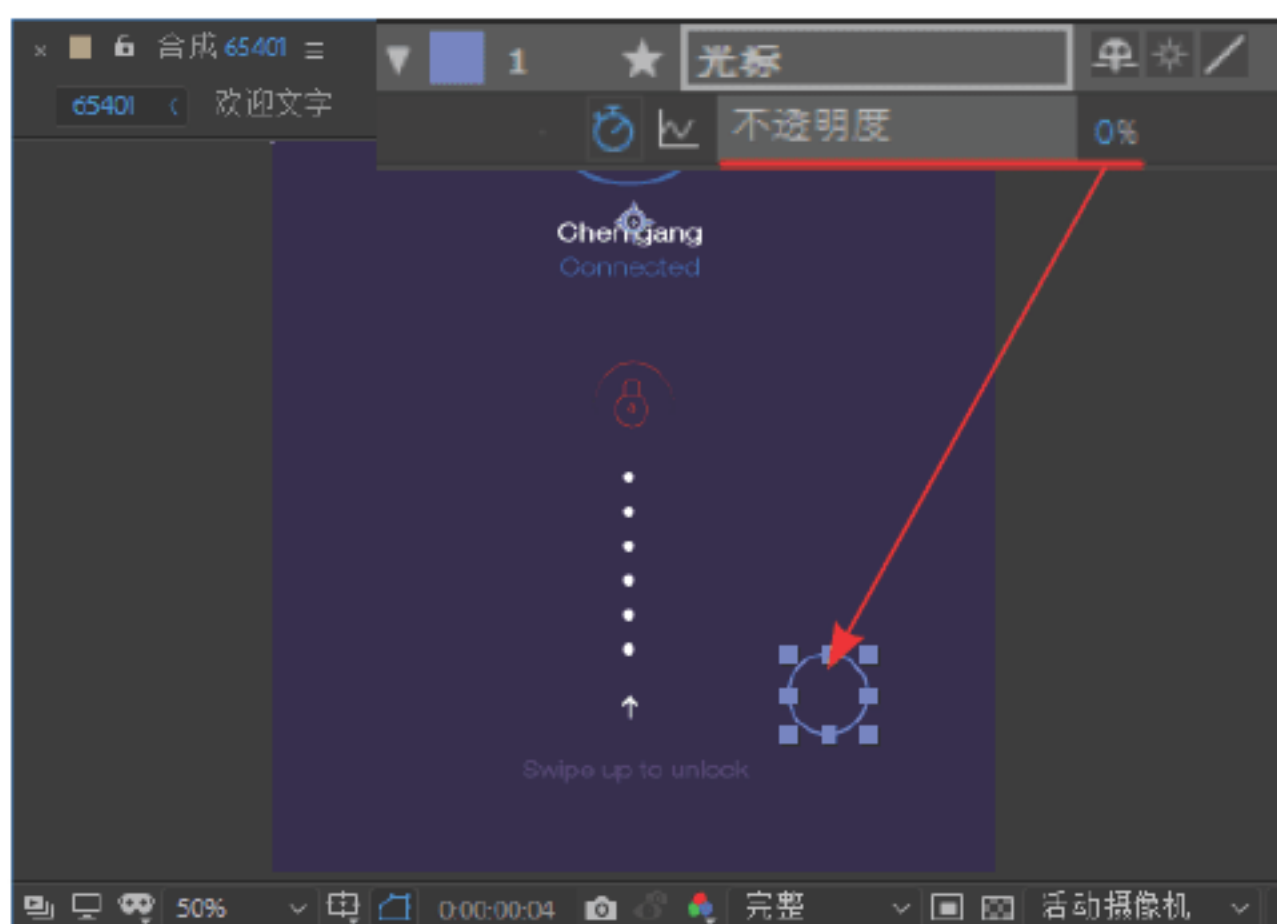 合成 65401
1 光标
65401 欢迎文字
不透明度 0%
Chengang
Connected
Swipe up to unlock
50% 0:00:00:04 完整 活动摄像机